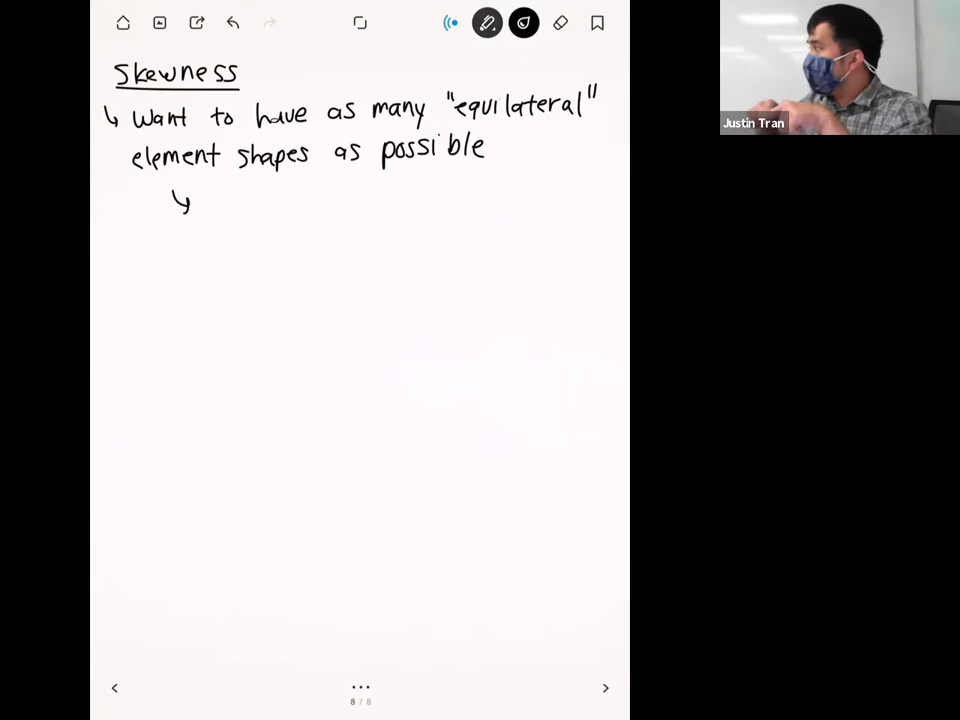 Skewness
↳ Want to have as many "equilateral"
element shapes as possible
↳
Justin Tran
8 / 8